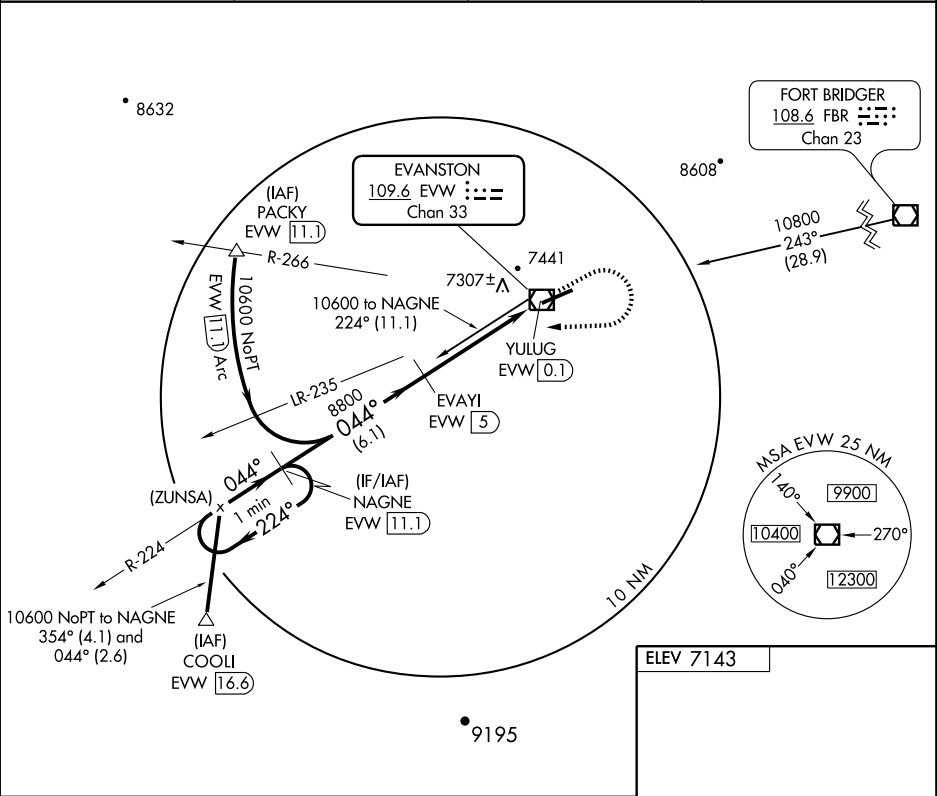 8632
FORT BRIDGER
108.6 FBR
Chan 23
8608
EVANSTON
109.6 EVW
Chan 33
(IAF)
PACKY
EVW 11.1
R-266
10800
243°
(28.9)
7441
7307±
10600 NoPT
EVW 11.1 Arc
10600 to NAGNE
224° (11.1)
YULUG
EVW 0.1
LR-235
8800
044°
(6.1)
EVAYI
EVW 5
MSA EVW 25 NM
140°
9900
10400
270°
040°
12300
044°
(ZUNSA)
x
1 min
224°
(IF/IAF)
NAGNE
EVW 11.1
R-224
10 NM
10600 NoPT to NAGNE
354° (4.1) and
044° (2.6)
(IAF)
COOLI
EVW 16.6
ELEV 7143
9195